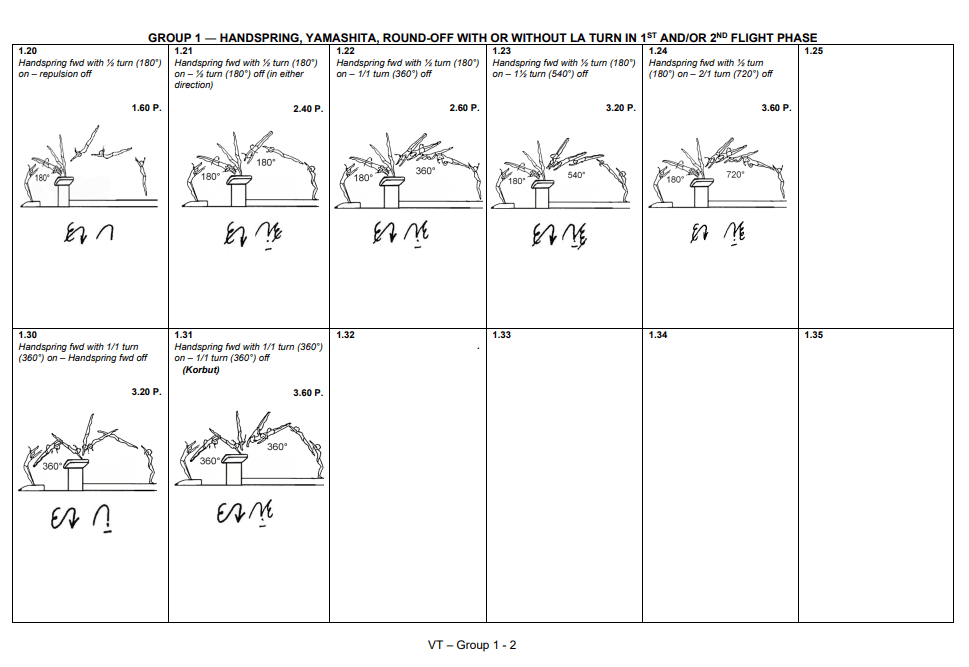 GROUP 1 — HANDSPRING, YAMASHITA, ROUND-OFF WITH OR WITHOUT LA TURN IN 1ST AND/OR 2ND FLIGHT PHASE
1.20
Handspring fwd with ½ turn (180°)
on – repulsion off
1.60 P.
180°
1.21
Handspring fwd with ½ turn (180°)
on – ½ turn (180°) off (in either
direction)
2.40 P.
180°
180°
1.22
Handspring fwd with ½ turn (180°)
on – 1/1 turn (360°) off
2.60 P.
180°
360°
1.23
Handspring fwd with ½ turn (180°)
on – 1½ turn (540°) off
3.20 P.
180°
540°
1.24
Handspring fwd with ½ turn
(180°) on – 2/1 turn (720°) off
3.60 P.
180°
720°
1.25
1.30
Handspring fwd with 1/1 turn
(360°) on – Handspring fwd off
3.20 P.
360°
1.31
Handspring fwd with 1/1 turn (360°)
on – 1/1 turn (360°) off
(Korbut)
3.60 P.
360°
360°
1.32
1.33
1.34
1.35
VT – Group 1 - 2